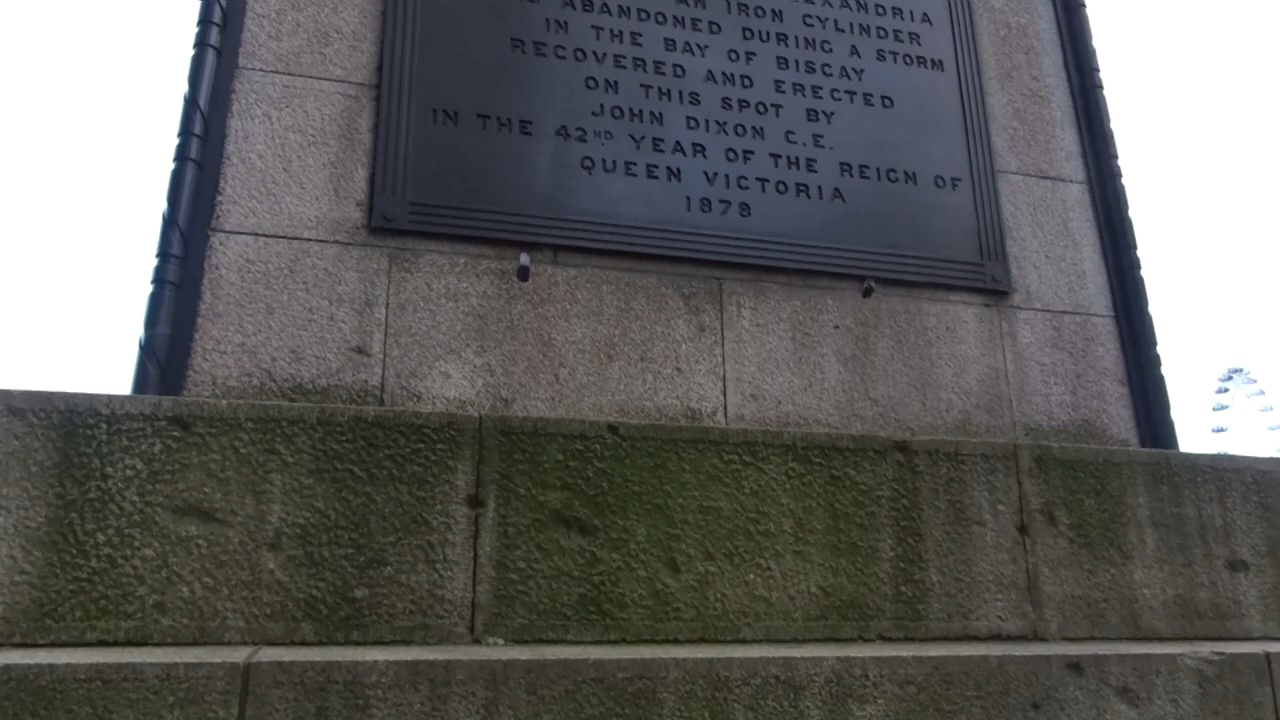 ALEXANDRIA
AN IRON CYLINDER
ABANDONED DURING A STORM
IN THE BAY OF BISCAY
RECOVERED AND ERECTED
ON THIS SPOT BY
JOHN DIXON C.E.
IN THE 42ND YEAR OF THE REIGN OF
QUEEN VICTORIA
1878